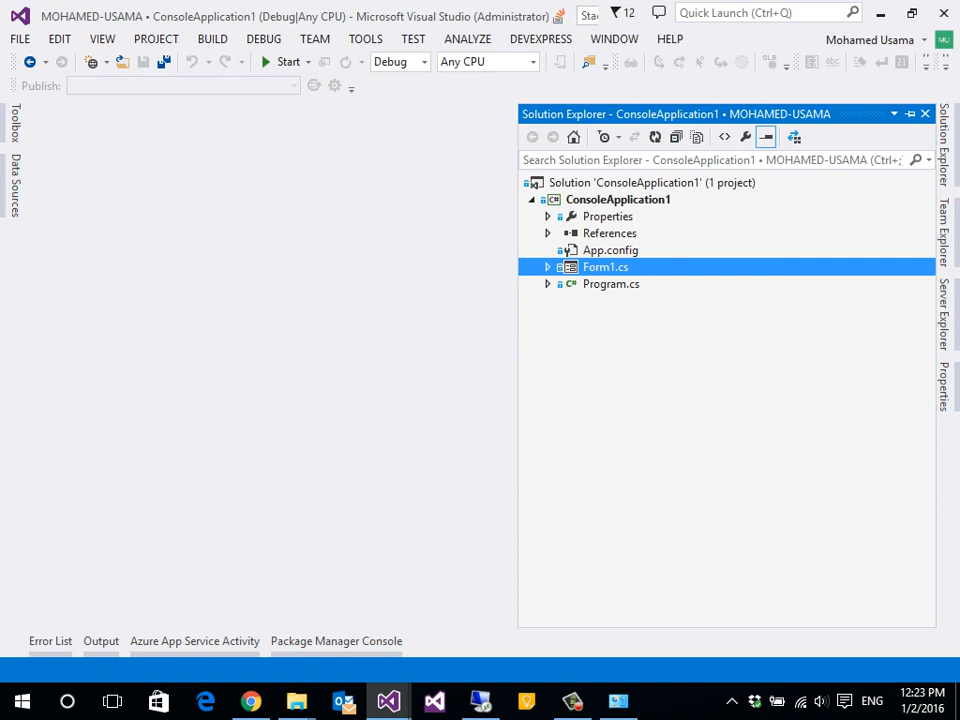 MOHAMED-USAMA • ConsoleApplication1 (Debug|Any CPU) - Microsoft Visual Studio (Administrator)
12
Quick Launch (Ctrl+Q)
FILE EDIT VIEW PROJECT BUILD DEBUG TEAM TOOLS TEST ANALYZE DEVEXPRESS WINDOW HELP
Mohamed Usama MU
Start Debug Any CPU
Publish:
Toolbox
Data Sources
Solution Explorer - ConsoleApplication1 • MOHAMED-USAMA
Search Solution Explorer - ConsoleApplication1 • MOHAMED-USAMA (Ctrl+;
Solution 'ConsoleApplication1' (1 project)
C# ConsoleApplication1
Properties
References
App.config
Form1.cs
C# Program.cs
Solution Explorer
Team Explorer
Server Explorer
Properties
Error List Output Azure App Service Activity Package Manager Console
ENG
12:23 PM
1/2/2016